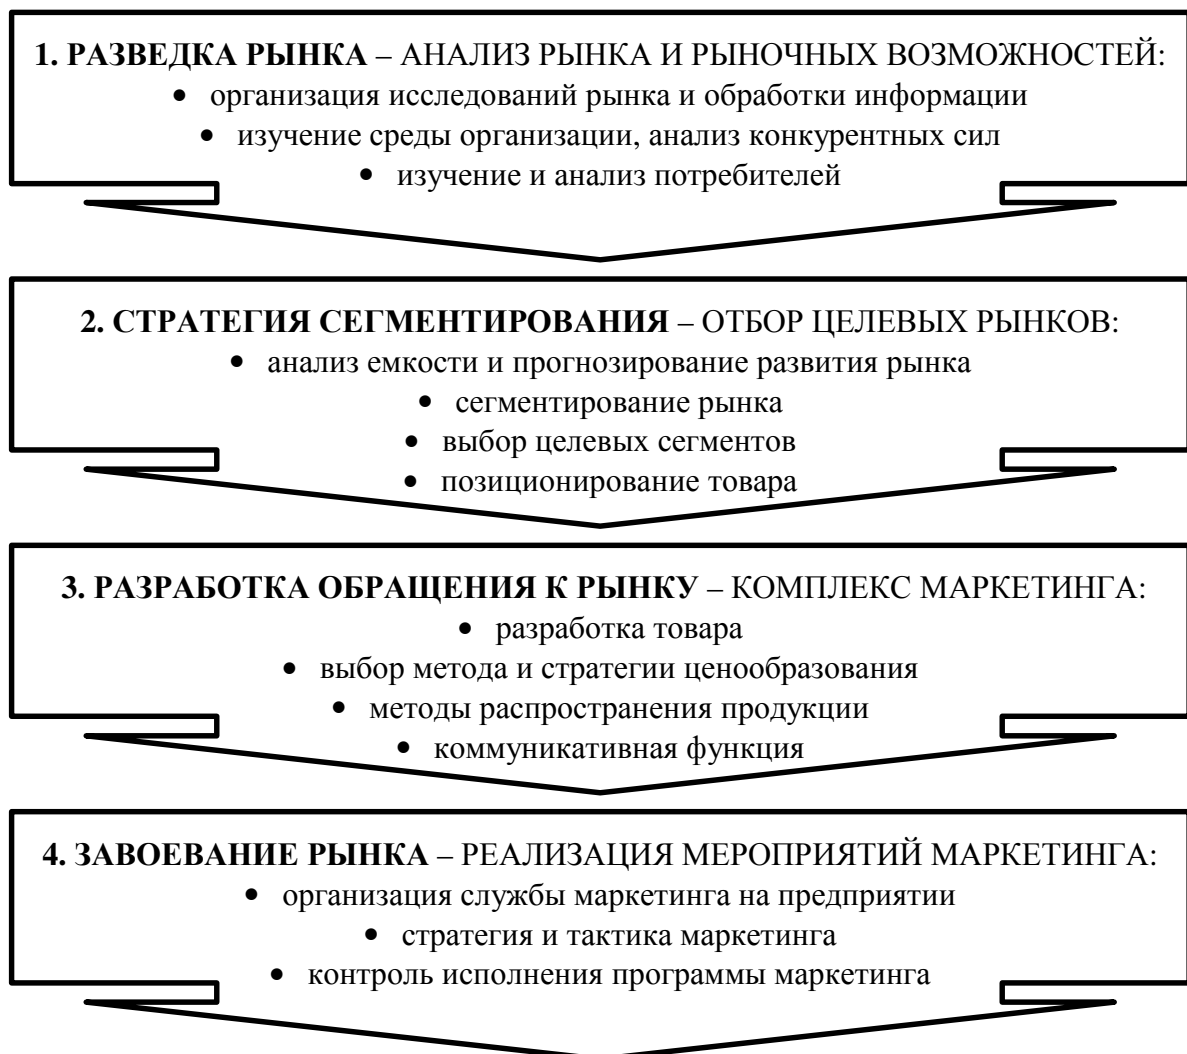 1. РАЗВЕДКА РЫНКА – АНАЛИЗ РЫНКА И РЫНОЧНЫХ ВОЗМОЖНОСТЕЙ:
• организация исследований рынка и обработки информации
• изучение среды организации, анализ конкурентных сил
• изучение и анализ потребителей
2. СТРАТЕГИЯ СЕГМЕНТИРОВАНИЯ – ОТБОР ЦЕЛЕВЫХ РЫНКОВ:
• анализ емкости и прогнозирование развития рынка
• сегментирование рынка
• выбор целевых сегментов
• позиционирование товара
3. РАЗРАБОТКА ОБРАЩЕНИЯ К РЫНКУ – КОМПЛЕКС МАРКЕТИНГА:
• разработка товара
• выбор метода и стратегии ценообразования
• методы распространения продукции
• коммуникативная функция
4. ЗАВОЕВАНИЕ РЫНКА – РЕАЛИЗАЦИЯ МЕРОПРИЯТИЙ МАРКЕТИНГА:
• организация службы маркетинга на предприятии
• стратегия и тактика маркетинга
• контроль исполнения программы маркетинга